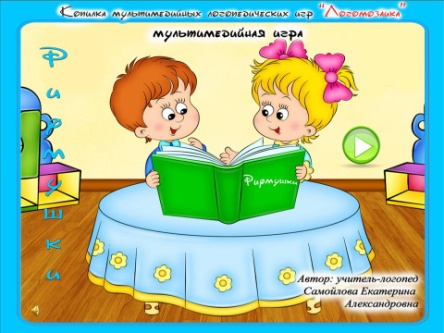 Копилка мультимедийных логопедических игр "Логомозаика"
мультимедийная игра
Рифмушки
Рифмушки
Автор: учитель-логопед
Самойлова Екатерина
Александровна